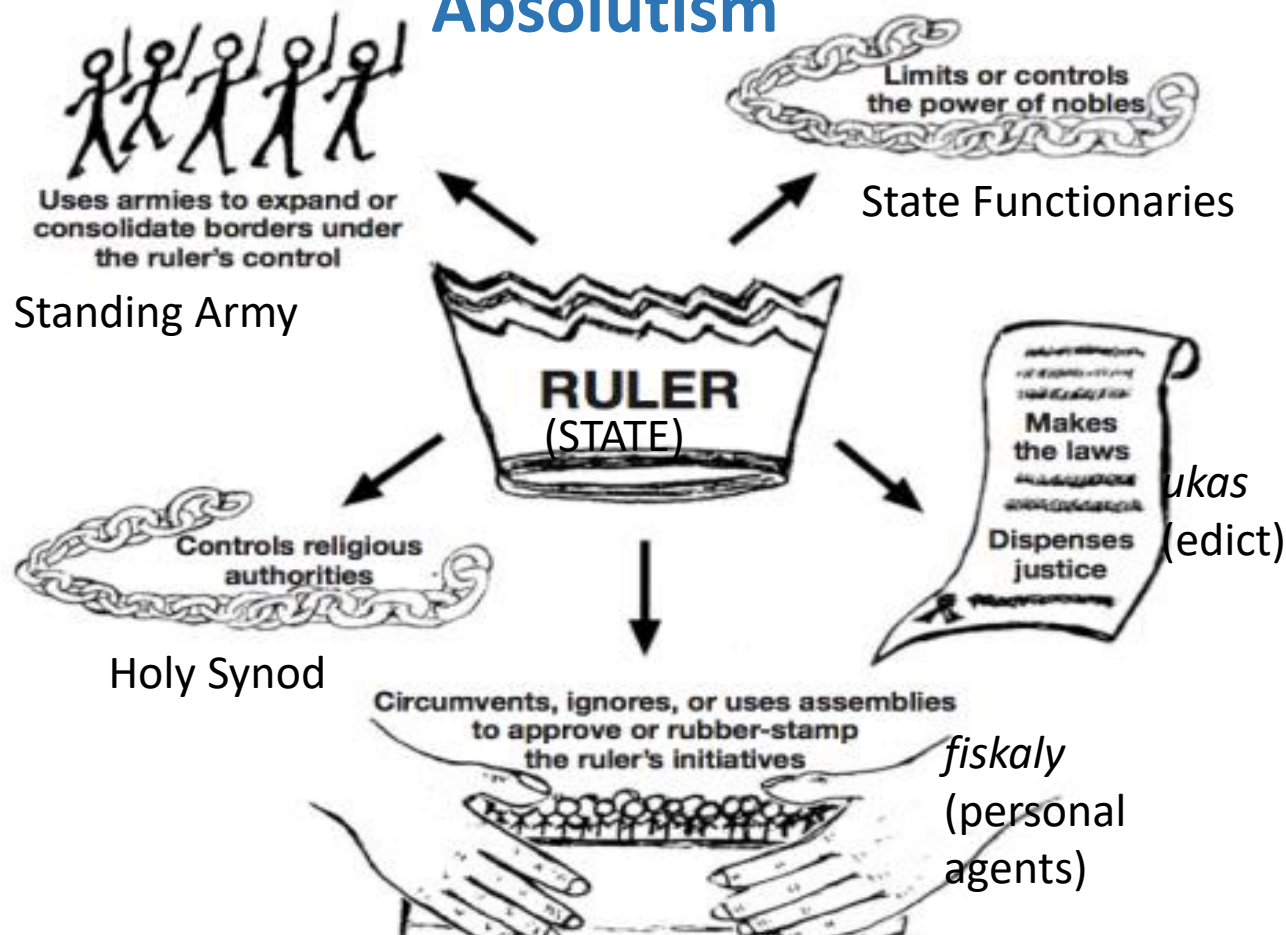 Absolutism
Uses armies to expand or
consolidate borders under
the ruler's control
Standing Army
Limits or controls
the power of nobles
State Functionaries
RULER
(STATE)
Makes
the laws
Dispenses
justice
ukas
(edict)
Controls religious
authorities
Holy Synod
Circumvents, ignores, or uses assemblies
to approve or rubber-stamp
the ruler's initiatives
fiskaly
(personal
agents)